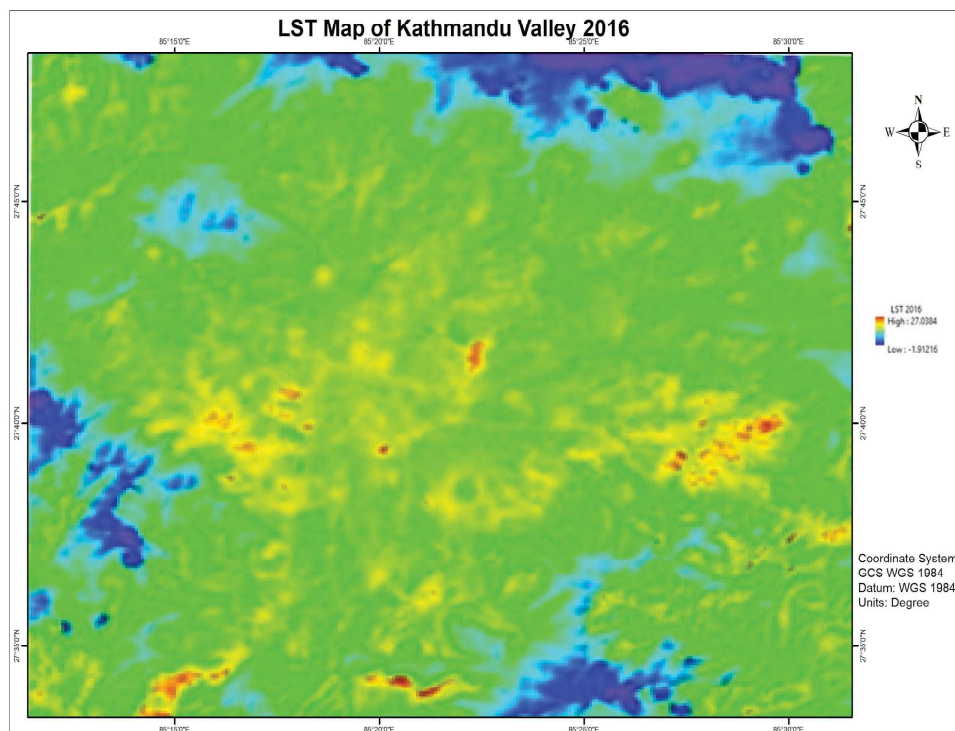 LST Map of Kathmandu Valley 2016
85°15'0"E
85°20'0"E
85°25'0"E
85°30'0"E
N
W
E
S
27°45'0"N
27°45'0"N
LST 2016
High : 27.0384
Low : -1.91216
27°40'0"N
27°40'0"N
Coordinate System
GCS WGS 1984
Datum: WGS 1984
Units: Degree
27°35'0"N
27°35'0"N
85°15'0"E
85°20'0"E
85°25'0"E
85°30'0"E